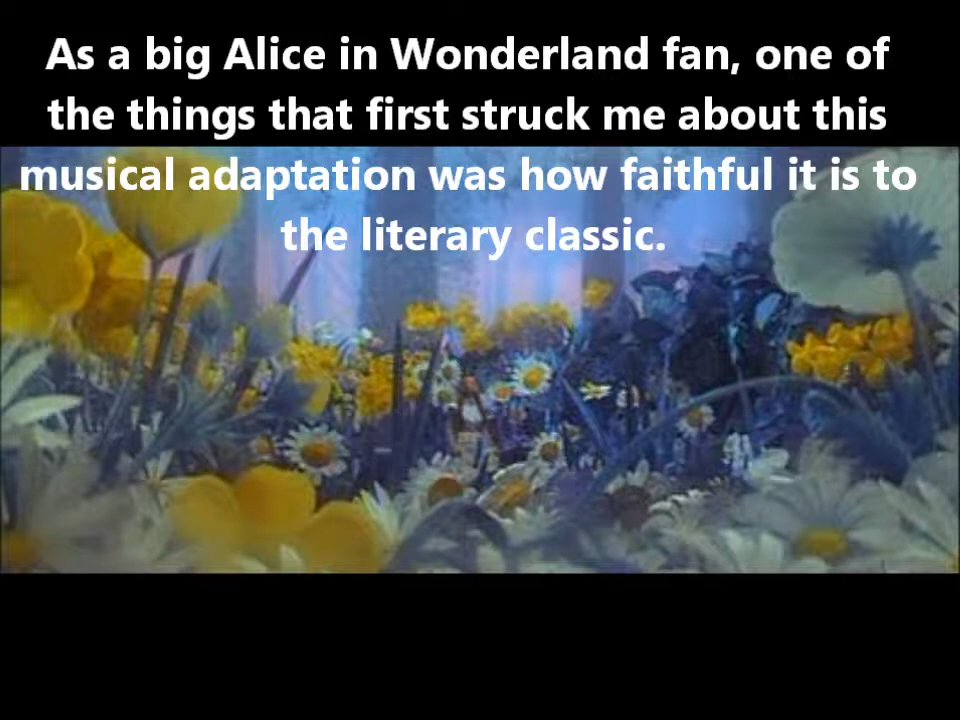 As a big Alice in Wonderland fan, one of
the things that first struck me about this
musical adaptation was how faithful it is to
the literary classic.